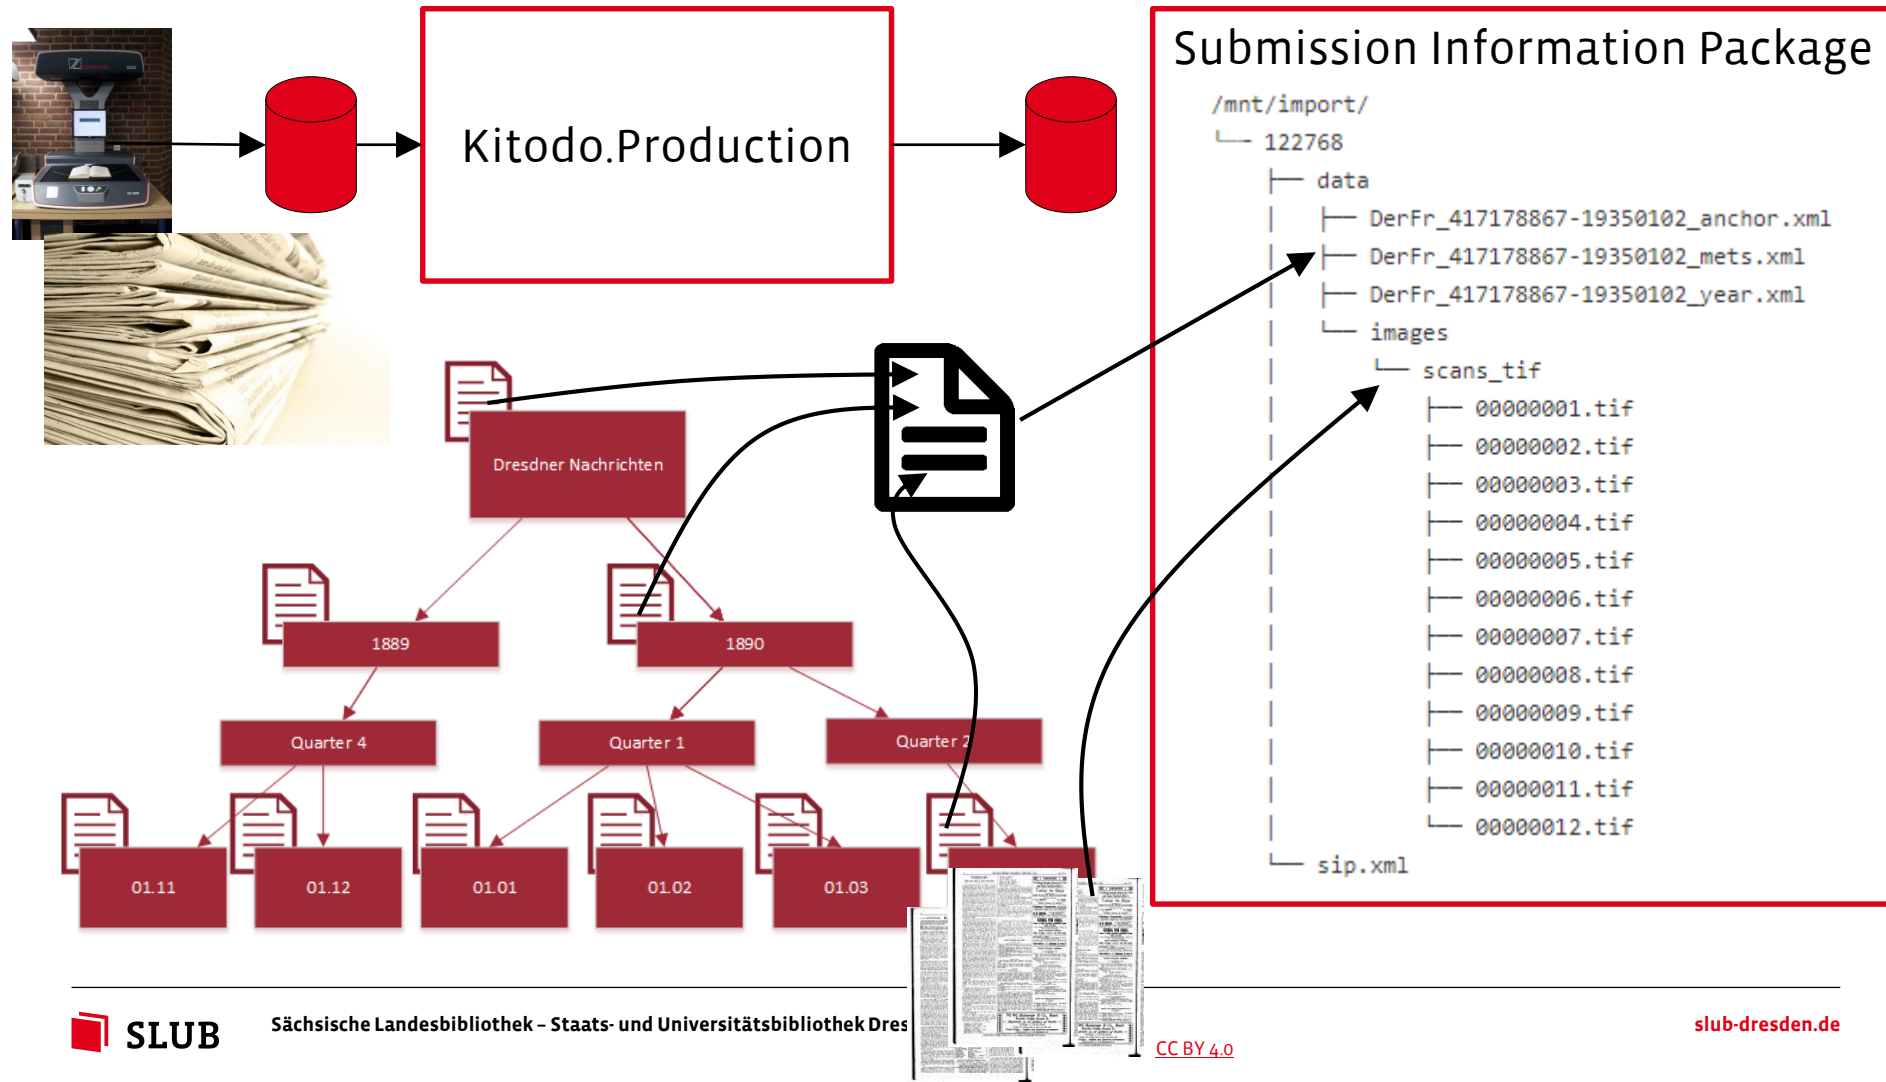 Submission Information Package
Kitodo.Production
/mnt/import/
└── 122768
├── data
│ ├── DerFr_417178867-19350102_anchor.xml
│ ├── DerFr_417178867-19350102_mets.xml
│ ├── DerFr_417178867-19350102_year.xml
│ └── images
│ └── scans_tif
│ ├── 00000001.tif
│ ├── 00000002.tif
│ ├── 00000003.tif
│ ├── 00000004.tif
│ ├── 00000005.tif
│ ├── 00000006.tif
│ ├── 00000007.tif
│ ├── 00000008.tif
│ ├── 00000009.tif
│ ├── 00000010.tif
│ ├── 00000011.tif
│ └── 00000012.tif
└── sip.xml
Dresdner Nachrichten
1889
1890
Quarter 4
Quarter 1
Quarter 2
01.11
01.12
01.01
01.02
01.03
SLUB
Sächsische Landesbibliothek – Staats- und Universitätsbibliothek Dres
CC BY 4.0
slub-dresden.de